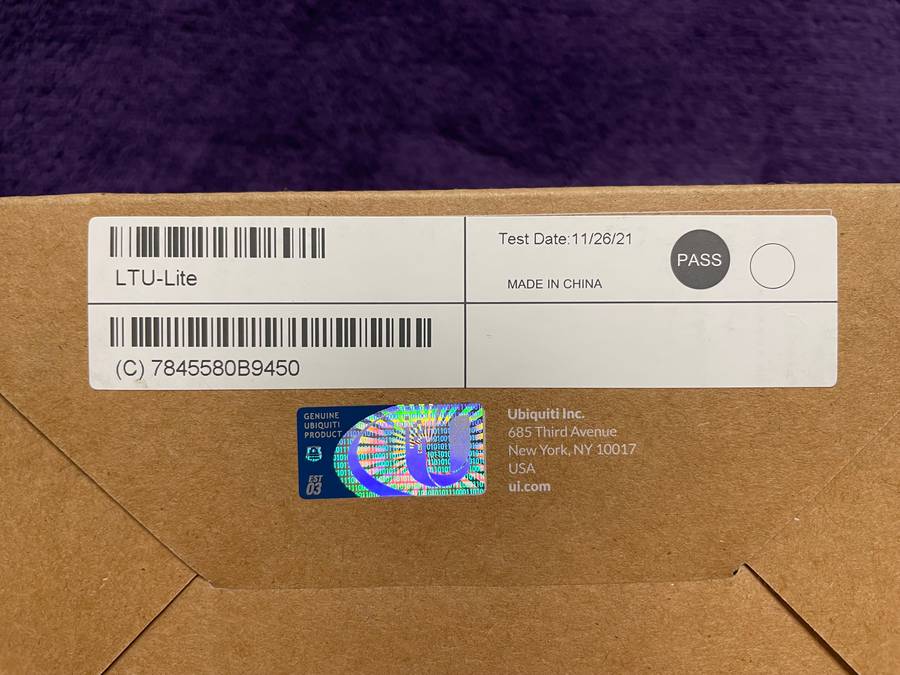 LTU-Lite
(C) 7845580B9450
Test Date:11/26/21
MADE IN CHINA
PASS
GENUINE
UBIQUITI
PRODUCT
EST
03
Ubiquiti Inc.
685 Third Avenue
New York, NY 10017
USA
ui.com